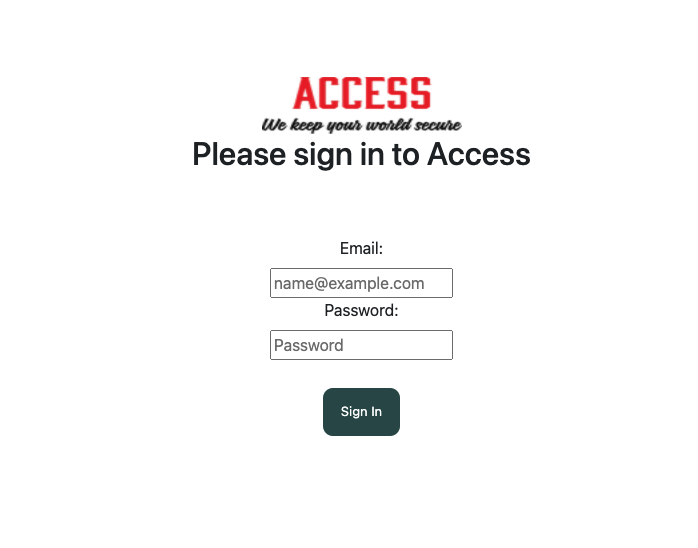 ACCESS
We keep your world secure
Please sign in to Access
Email:
name@example.com
Password:
Password
Sign In